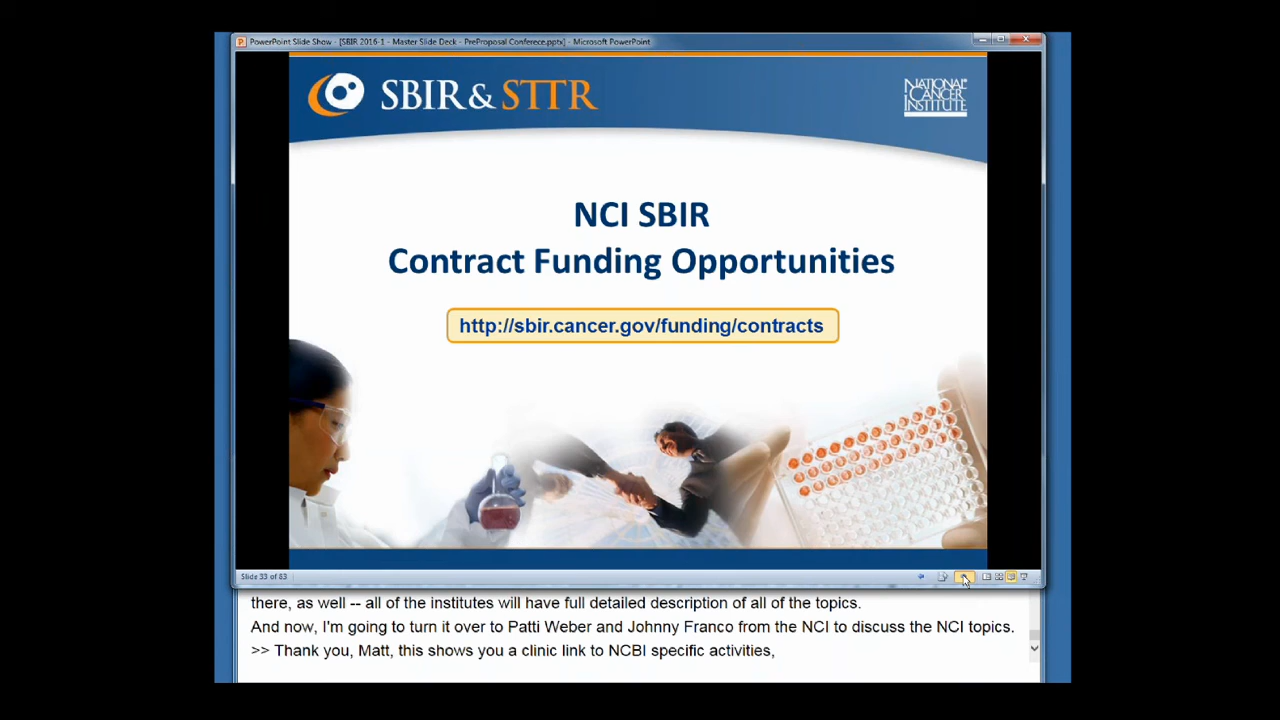 PowerPoint Slide Show - [SBIR 2016-1 - Master Slide Deck - PreProposal Conferece.pptx] - Microsoft PowerPoint
SBIR & STTR
NATIONAL
CANCER
INSTITUTE
NCI SBIR
Contract Funding Opportunities
http://sbir.cancer.gov/funding/contracts
Slide 33 of 83
there, as well -- all of the institutes will have full detailed description of all of the topics.
And now, I'm going to turn it over to Patti Weber and Johnny Franco from the NCI to discuss the NCI topics.
>> Thank you, Matt, this shows you a clinic link to NCBI specific activities,